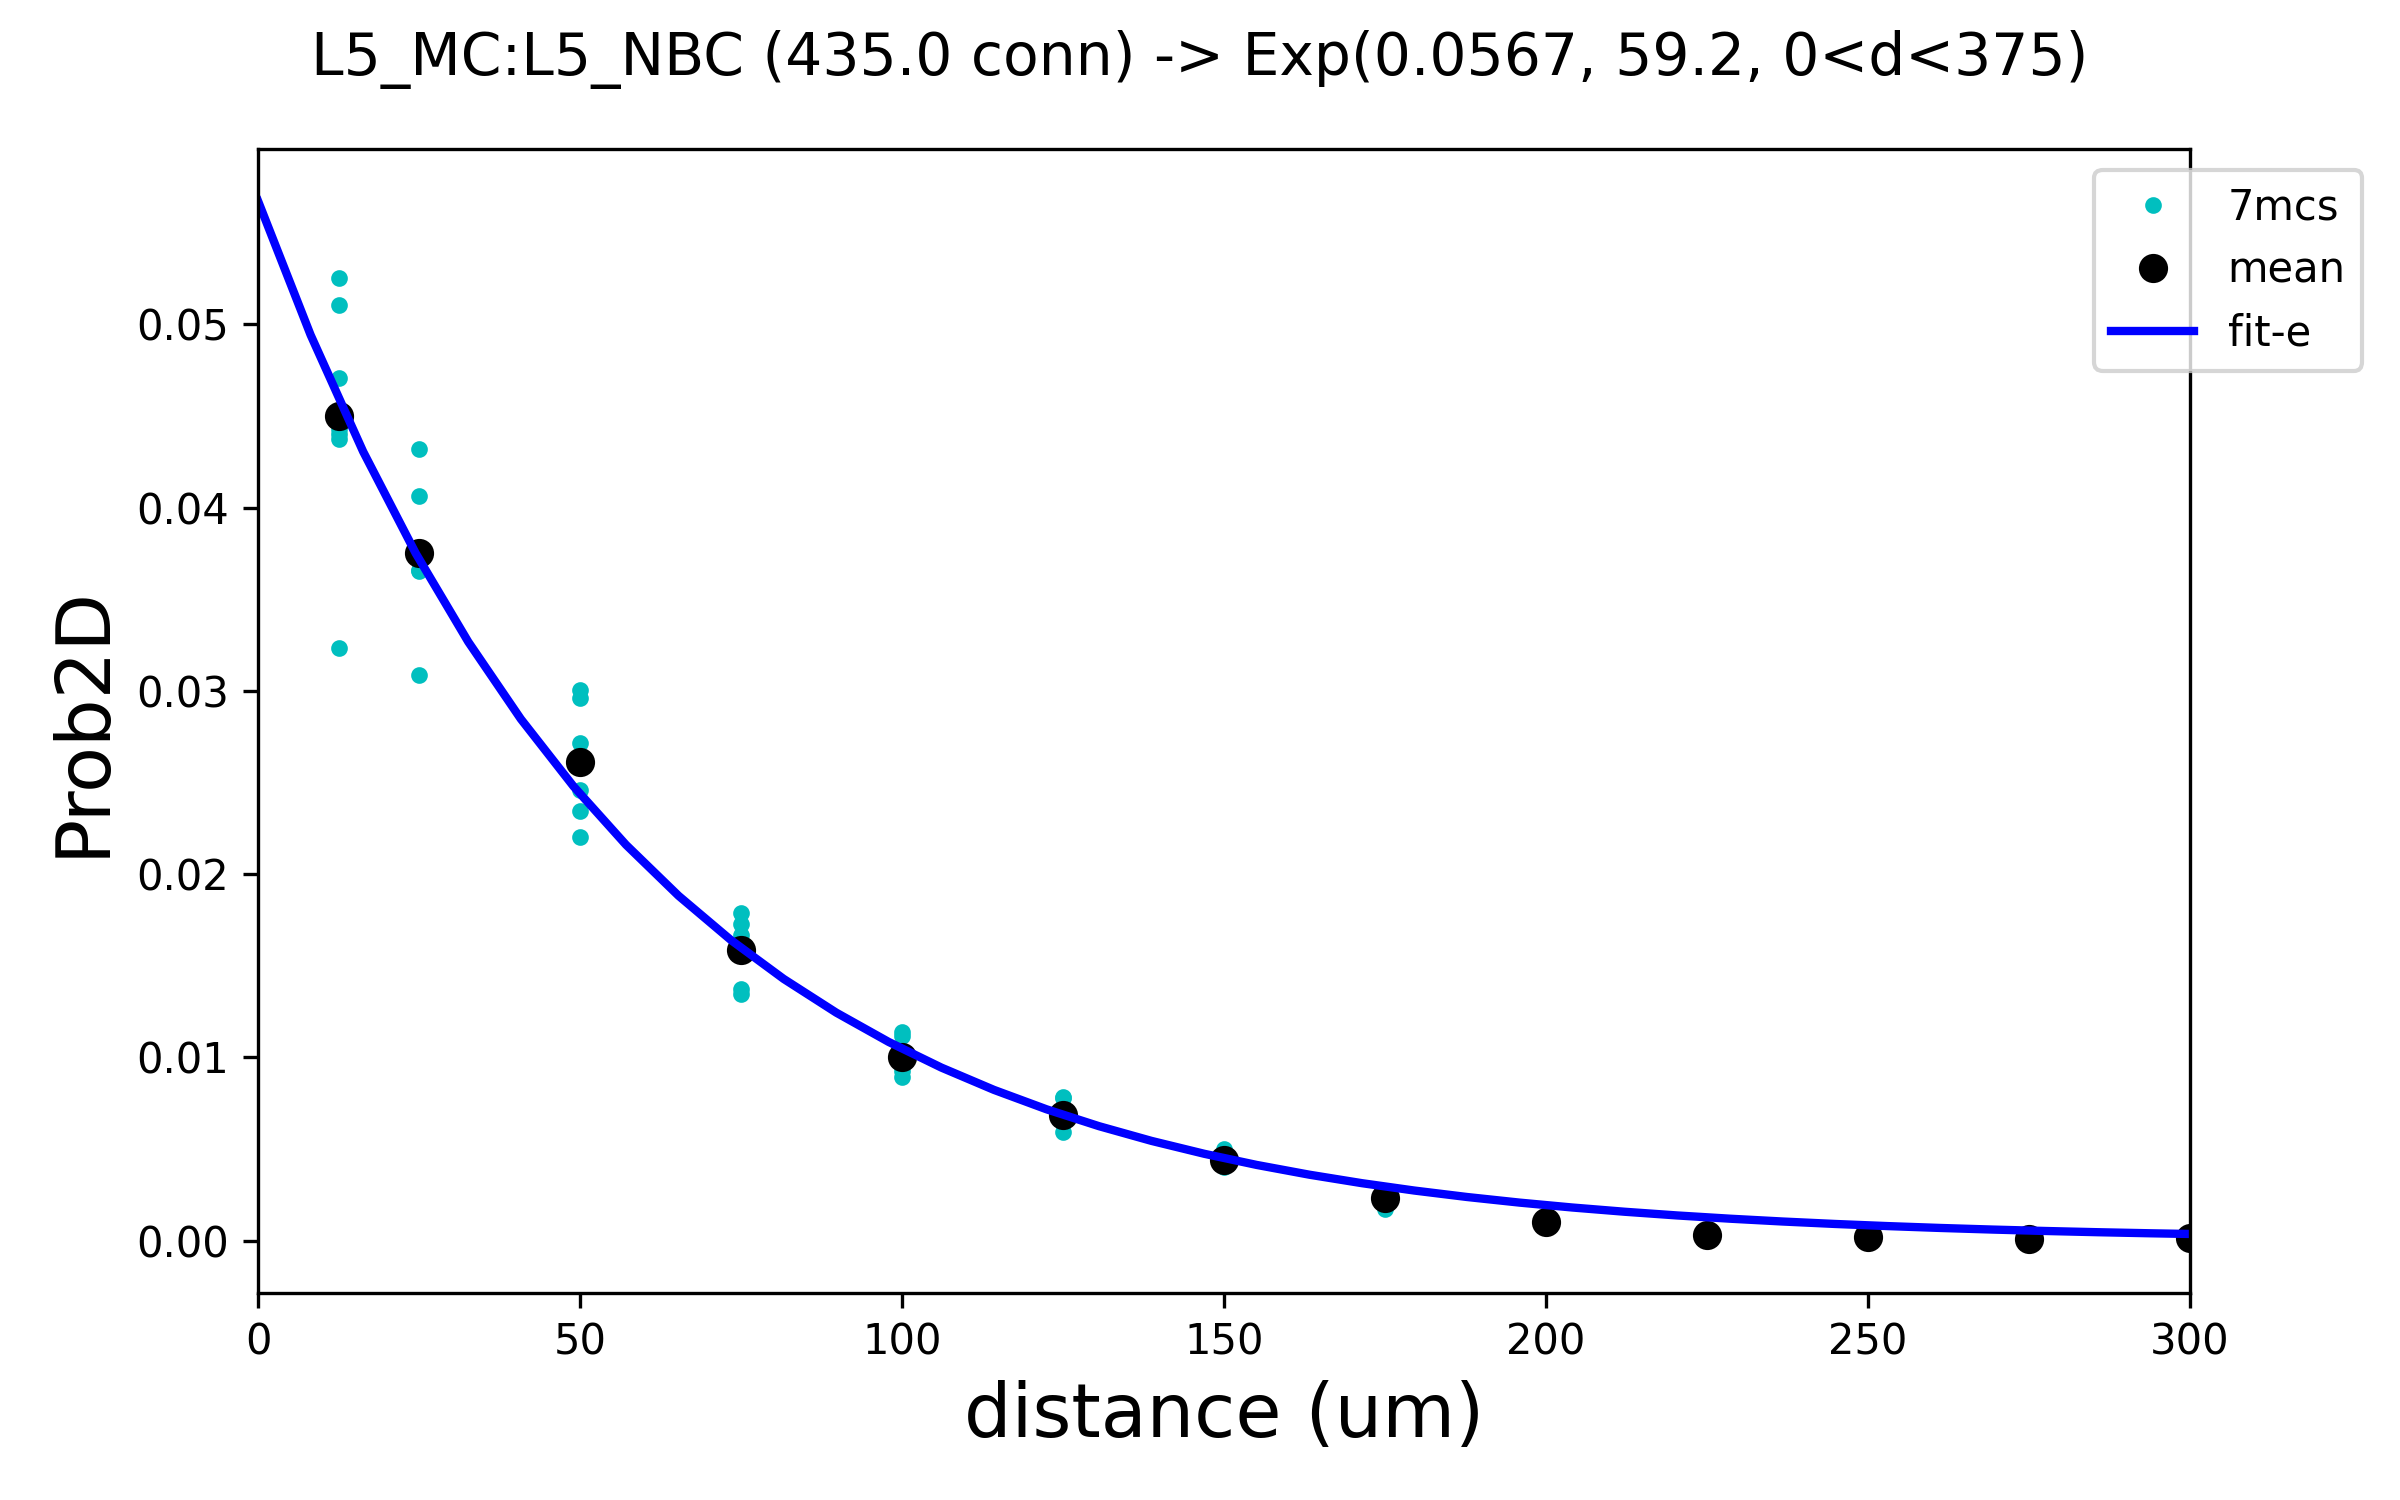 L5_MC:L5_NBC (435.0 conn) -> Exp(0.0567, 59.2, 0<d<375)
7mcs
mean
fit-e
0.05
0.04
0.03
0.02
0.01
0.00
Prob2D
0 50 100 150 200 250 300
distance (um)